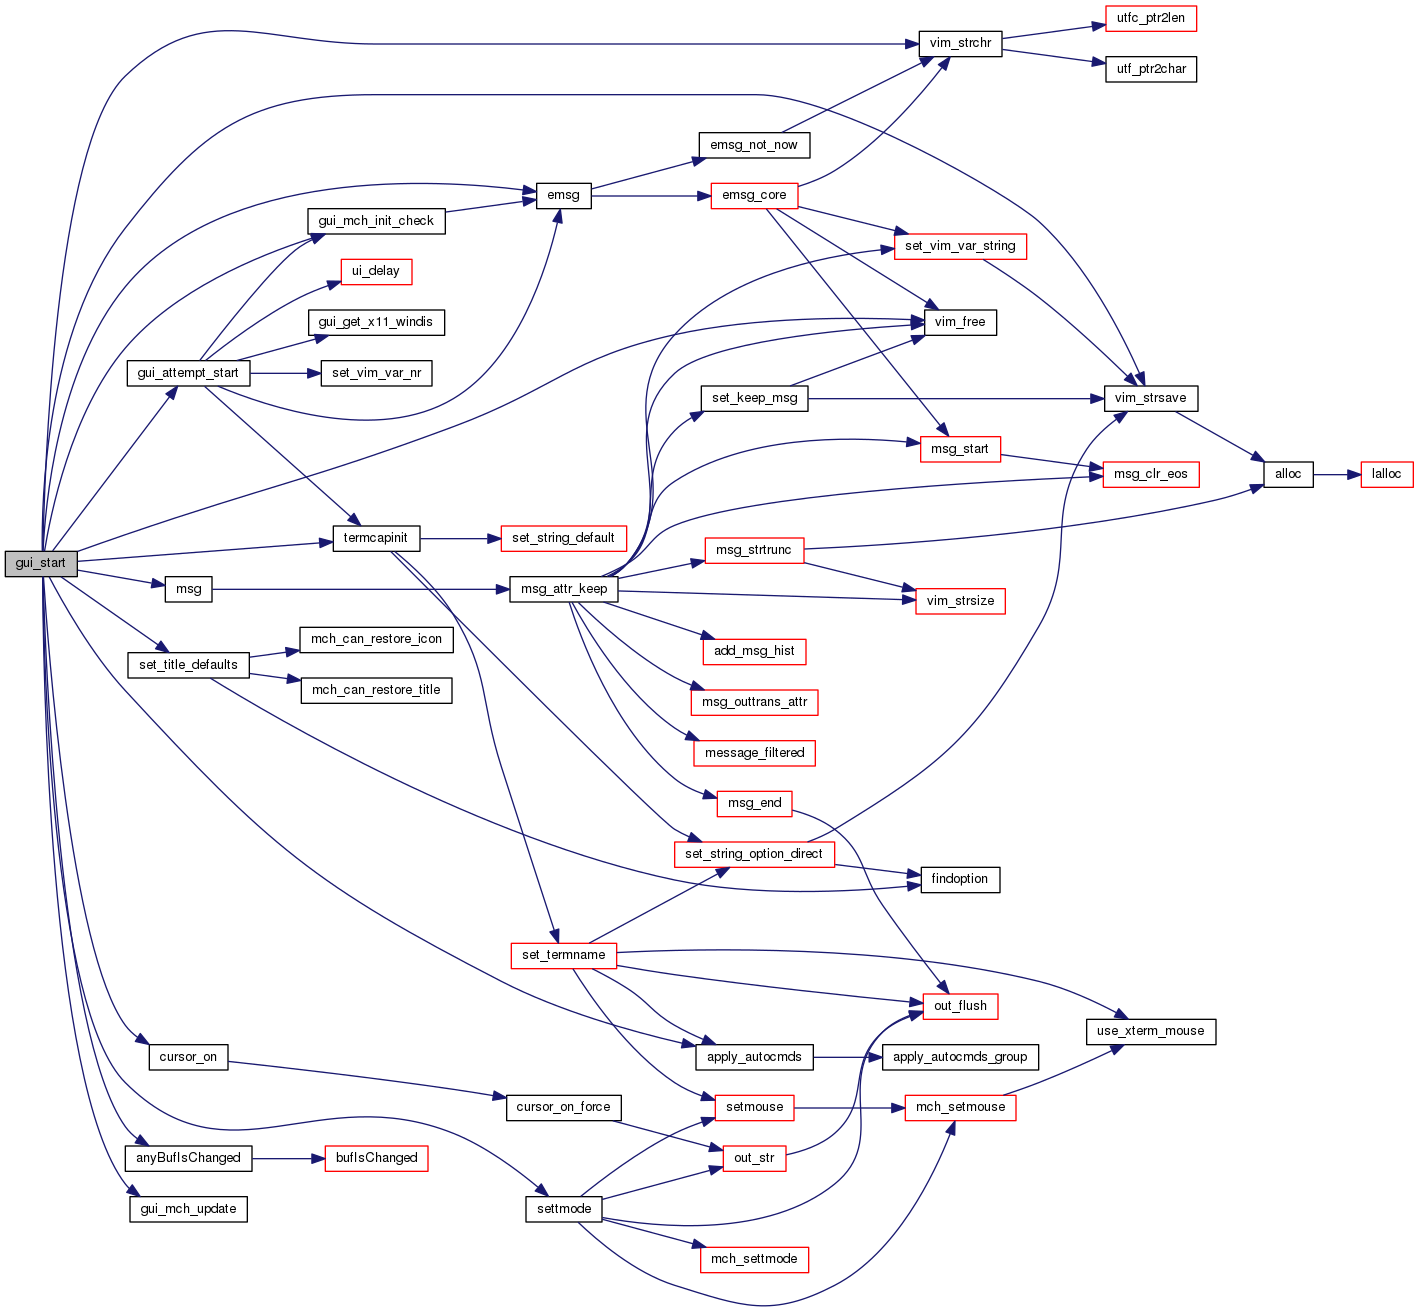 utfc_ptr2len
vim_strchr
utf_ptr2char
emsg_not_now
emsg
emsg_core
gui_mch_init_check
set_vim_var_string
ui_delay
gui_get_x11_windis
vim_free
gui_attempt_start
set_vim_var_nr
set_keep_msg
vim_strsave
msg_start
msg_clr_eos
alloc
lalloc
termcapinit
set_string_default
msg_strtrunc
gui_start
msg
msg_attr_keep
vim_strsize
mch_can_restore_icon
add_msg_hist
set_title_defaults
mch_can_restore_title
msg_outtrans_attr
message_filtered
msg_end
set_string_option_direct
findoption
set_termname
out_flush
use_xterm_mouse
cursor_on
apply_autocmds
apply_autocmds_group
cursor_on_force
setmouse
mch_setmouse
anyBufIsChanged
bufIsChanged
out_str
gui_mch_update
settmode
mch_settmode